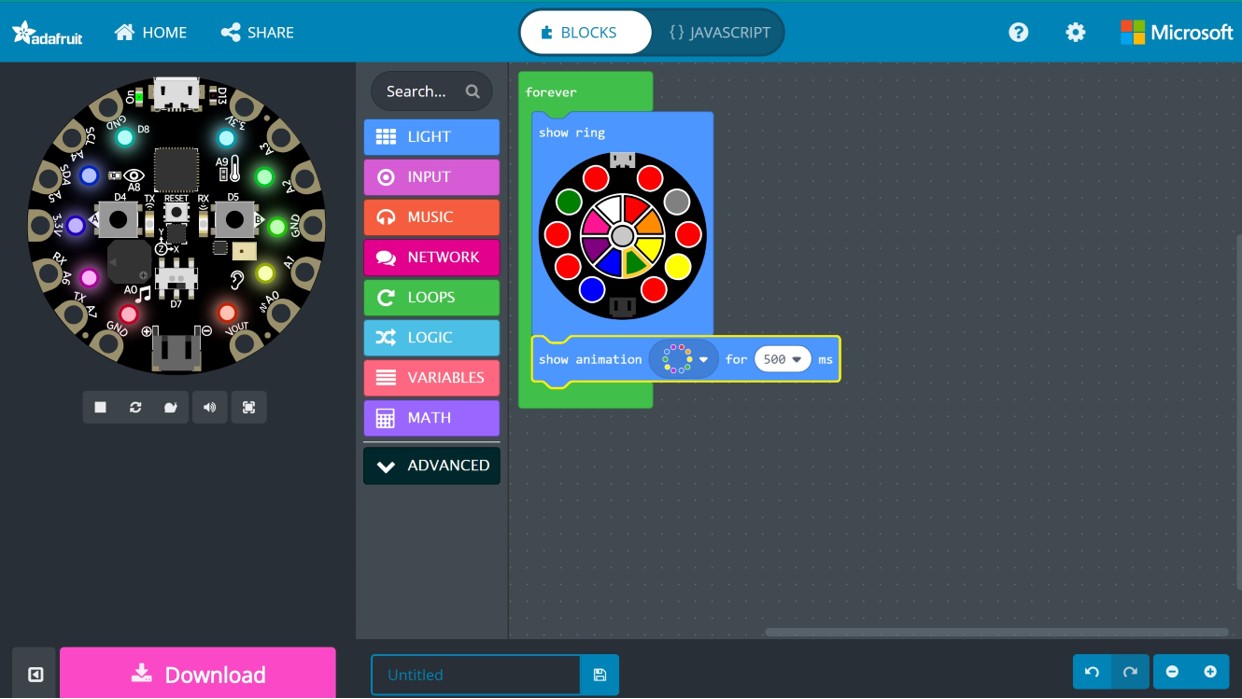 adafruit
HOME
SHARE
BLOCKS
{} JAVASCRIPT
?
Microsoft
On
D13
GND
D8
3.3V
SCL
A4
A3
SDA
A5
A8
A9
A2
D4
TX
RESET
RX
D5
3.3V
A
B
GND
Y
Z
X
RX
A6
A1
TX
A7
A0
D7
A0
GND
VOUT
Search...
LIGHT
INPUT
MUSIC
NETWORK
LOOPS
LOGIC
VARIABLES
MATH
ADVANCED
forever
show ring
show animation for 500 ms
Download
Untitled